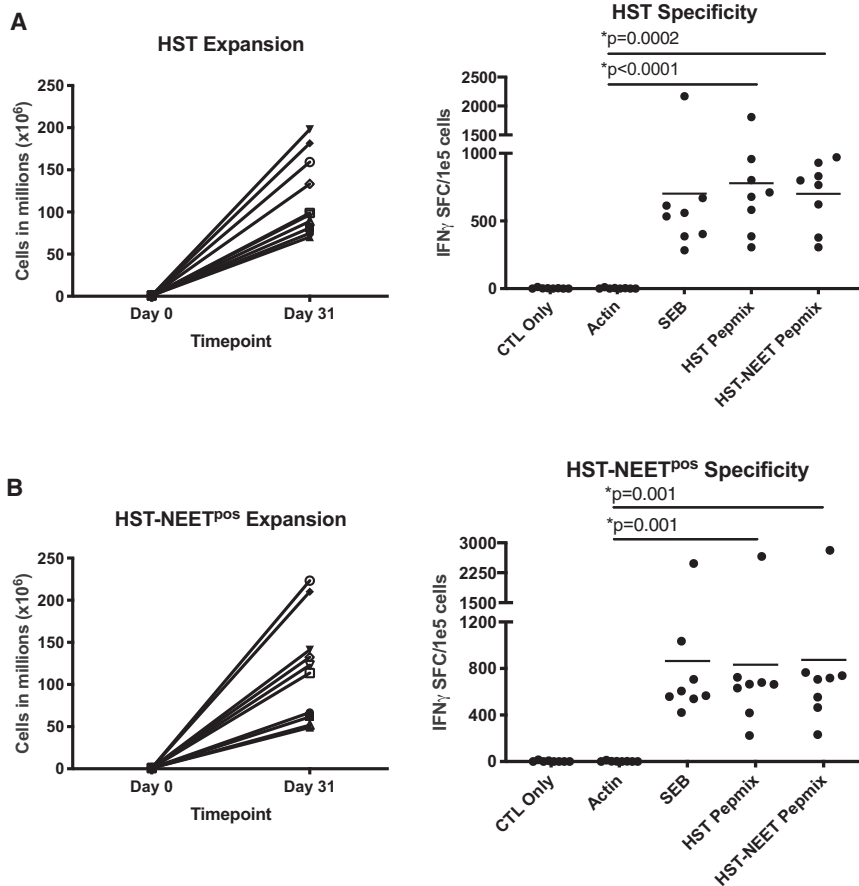 A
HST Expansion
Cells in millions (x10⁶)
250
200
150
100
50
0
Day 0
Day 31
Timepoint
HST Specificity
*p=0.0002
*p<0.0001
IFNγ SFC/1e5 cells
2500
2000
1500
1000
500
0
CTL Only
Actin
SEB
HST Pepmix
HST-NEET Pepmix
B
HST-NEETᵖᵒˢ Expansion
Cells in millions (x10⁶)
250
200
150
100
50
0
Day 0
Day 31
Timepoint
HST-NEETᵖᵒˢ Specificity
*p=0.001
*p=0.001
IFNγ SFC/1e5 cells
3000
2250
1500
1200
800
400
0
CTL Only
Actin
SEB
HST Pepmix
HST-NEET Pepmix